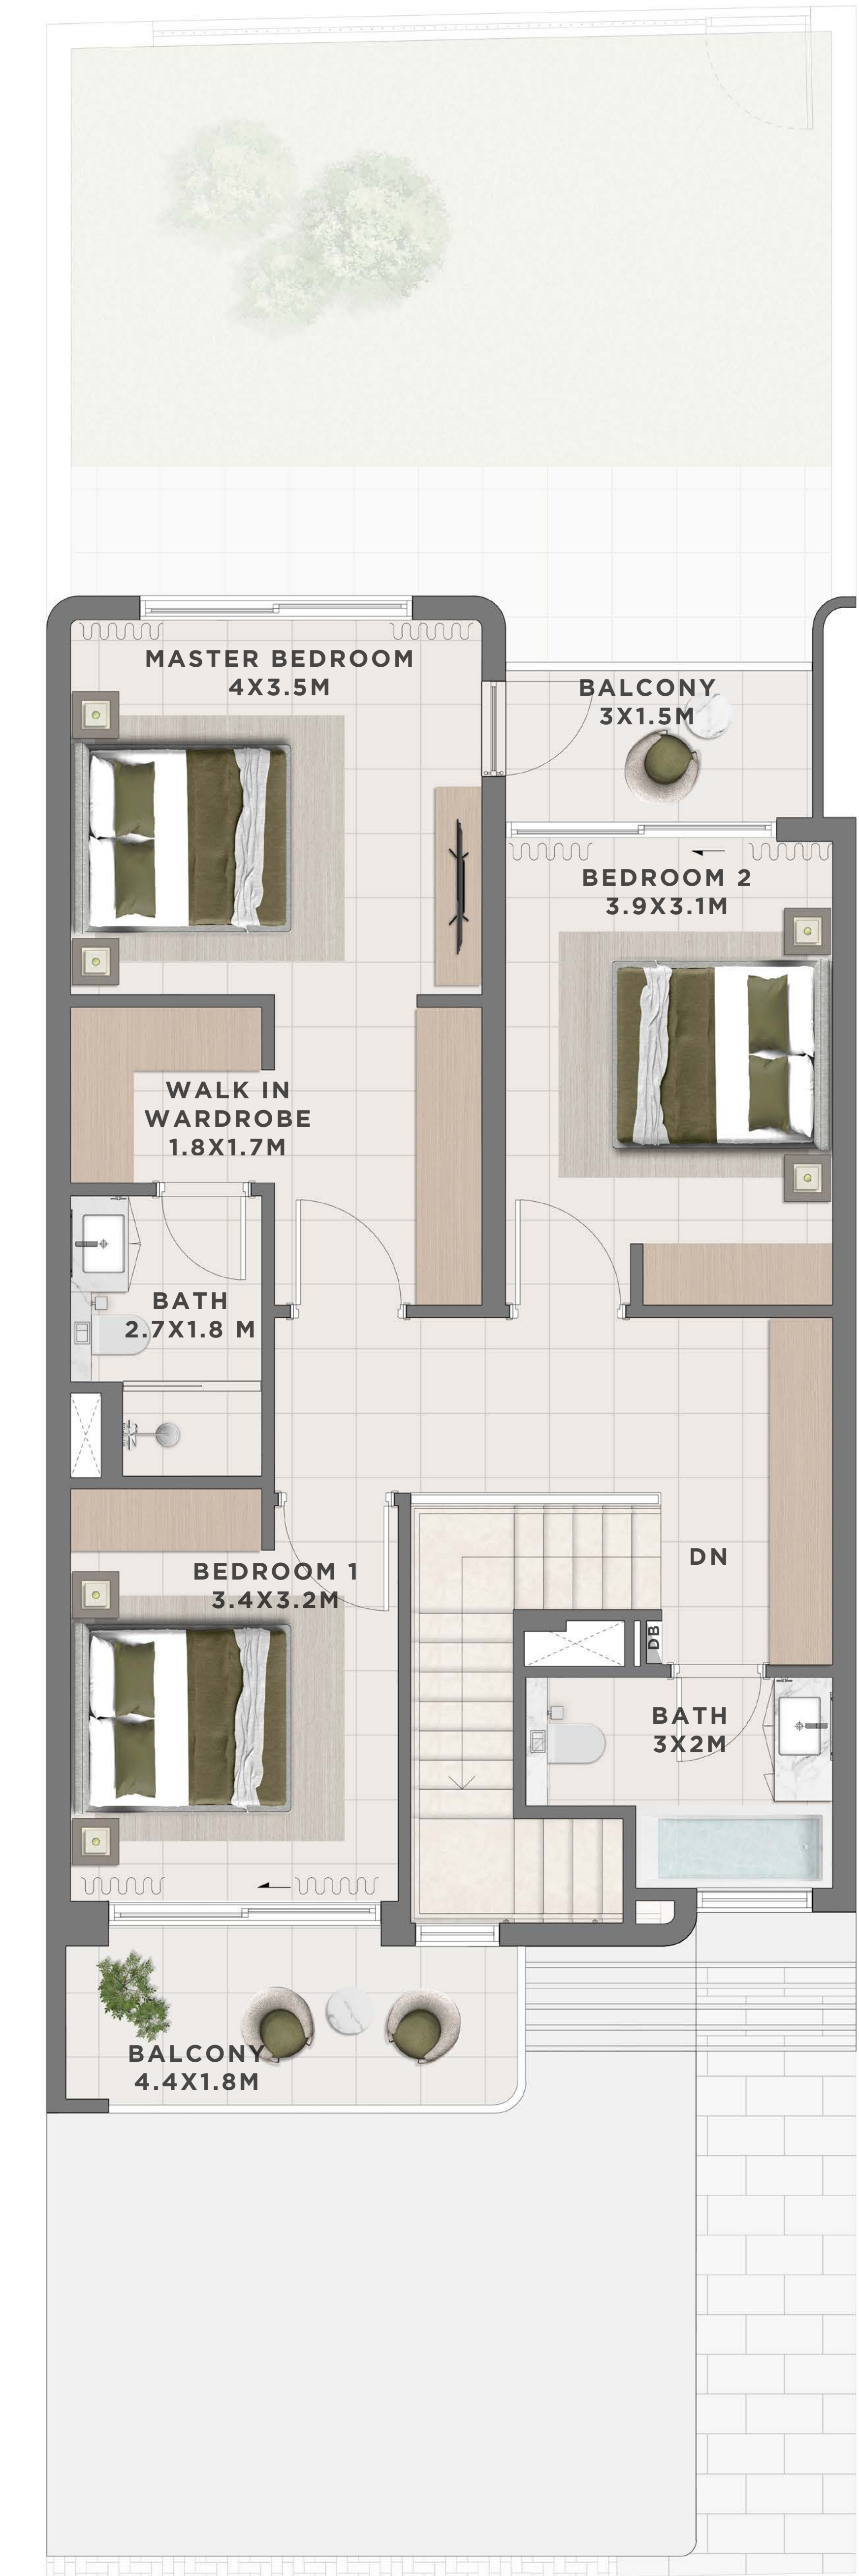 MASTER BEDROOM
4X3.5M
BALCONY
3X1.5M
BEDROOM 2
3.9X3.1M
WALK IN
WARDROBE
1.8X1.7M
BATH
2.7X1.8 M
BEDROOM 1
3.4X3.2M
DN
DB
BATH
3X2M
BALCONY
4.4X1.8M